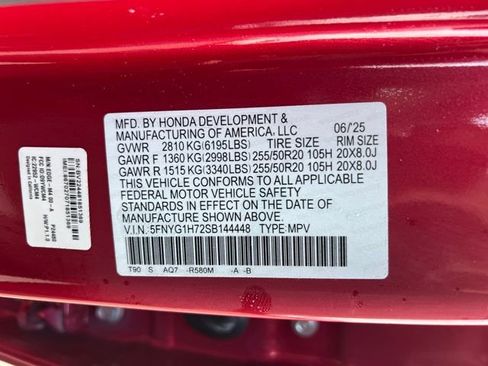 MFD. BY HONDA DEVELOPMENT &
MANUFACTURING OF AMERICA, LLC 06/25
GVWR 2810 KG (6195LBS) TIRE SIZE RIM SIZE
GAWR F 1360 KG (2998LBS) 255/50R20 105H 20X8.0J
GAWR R 1515 KG (3340LBS) 255/50R20 105H 20X8.0J
THIS VEHICLE CONFORMS TO ALL APPLICABLE
FEDERAL MOTOR VEHICLE SAFETY
STANDARDS IN EFFECT ON THE DATE OF
MANUFACTURE SHOWN ABOVE.
V.I.N.: 5FNYG1H72SB144448 TYPE: MPV
T90 S AQ7 -R580M -A -B